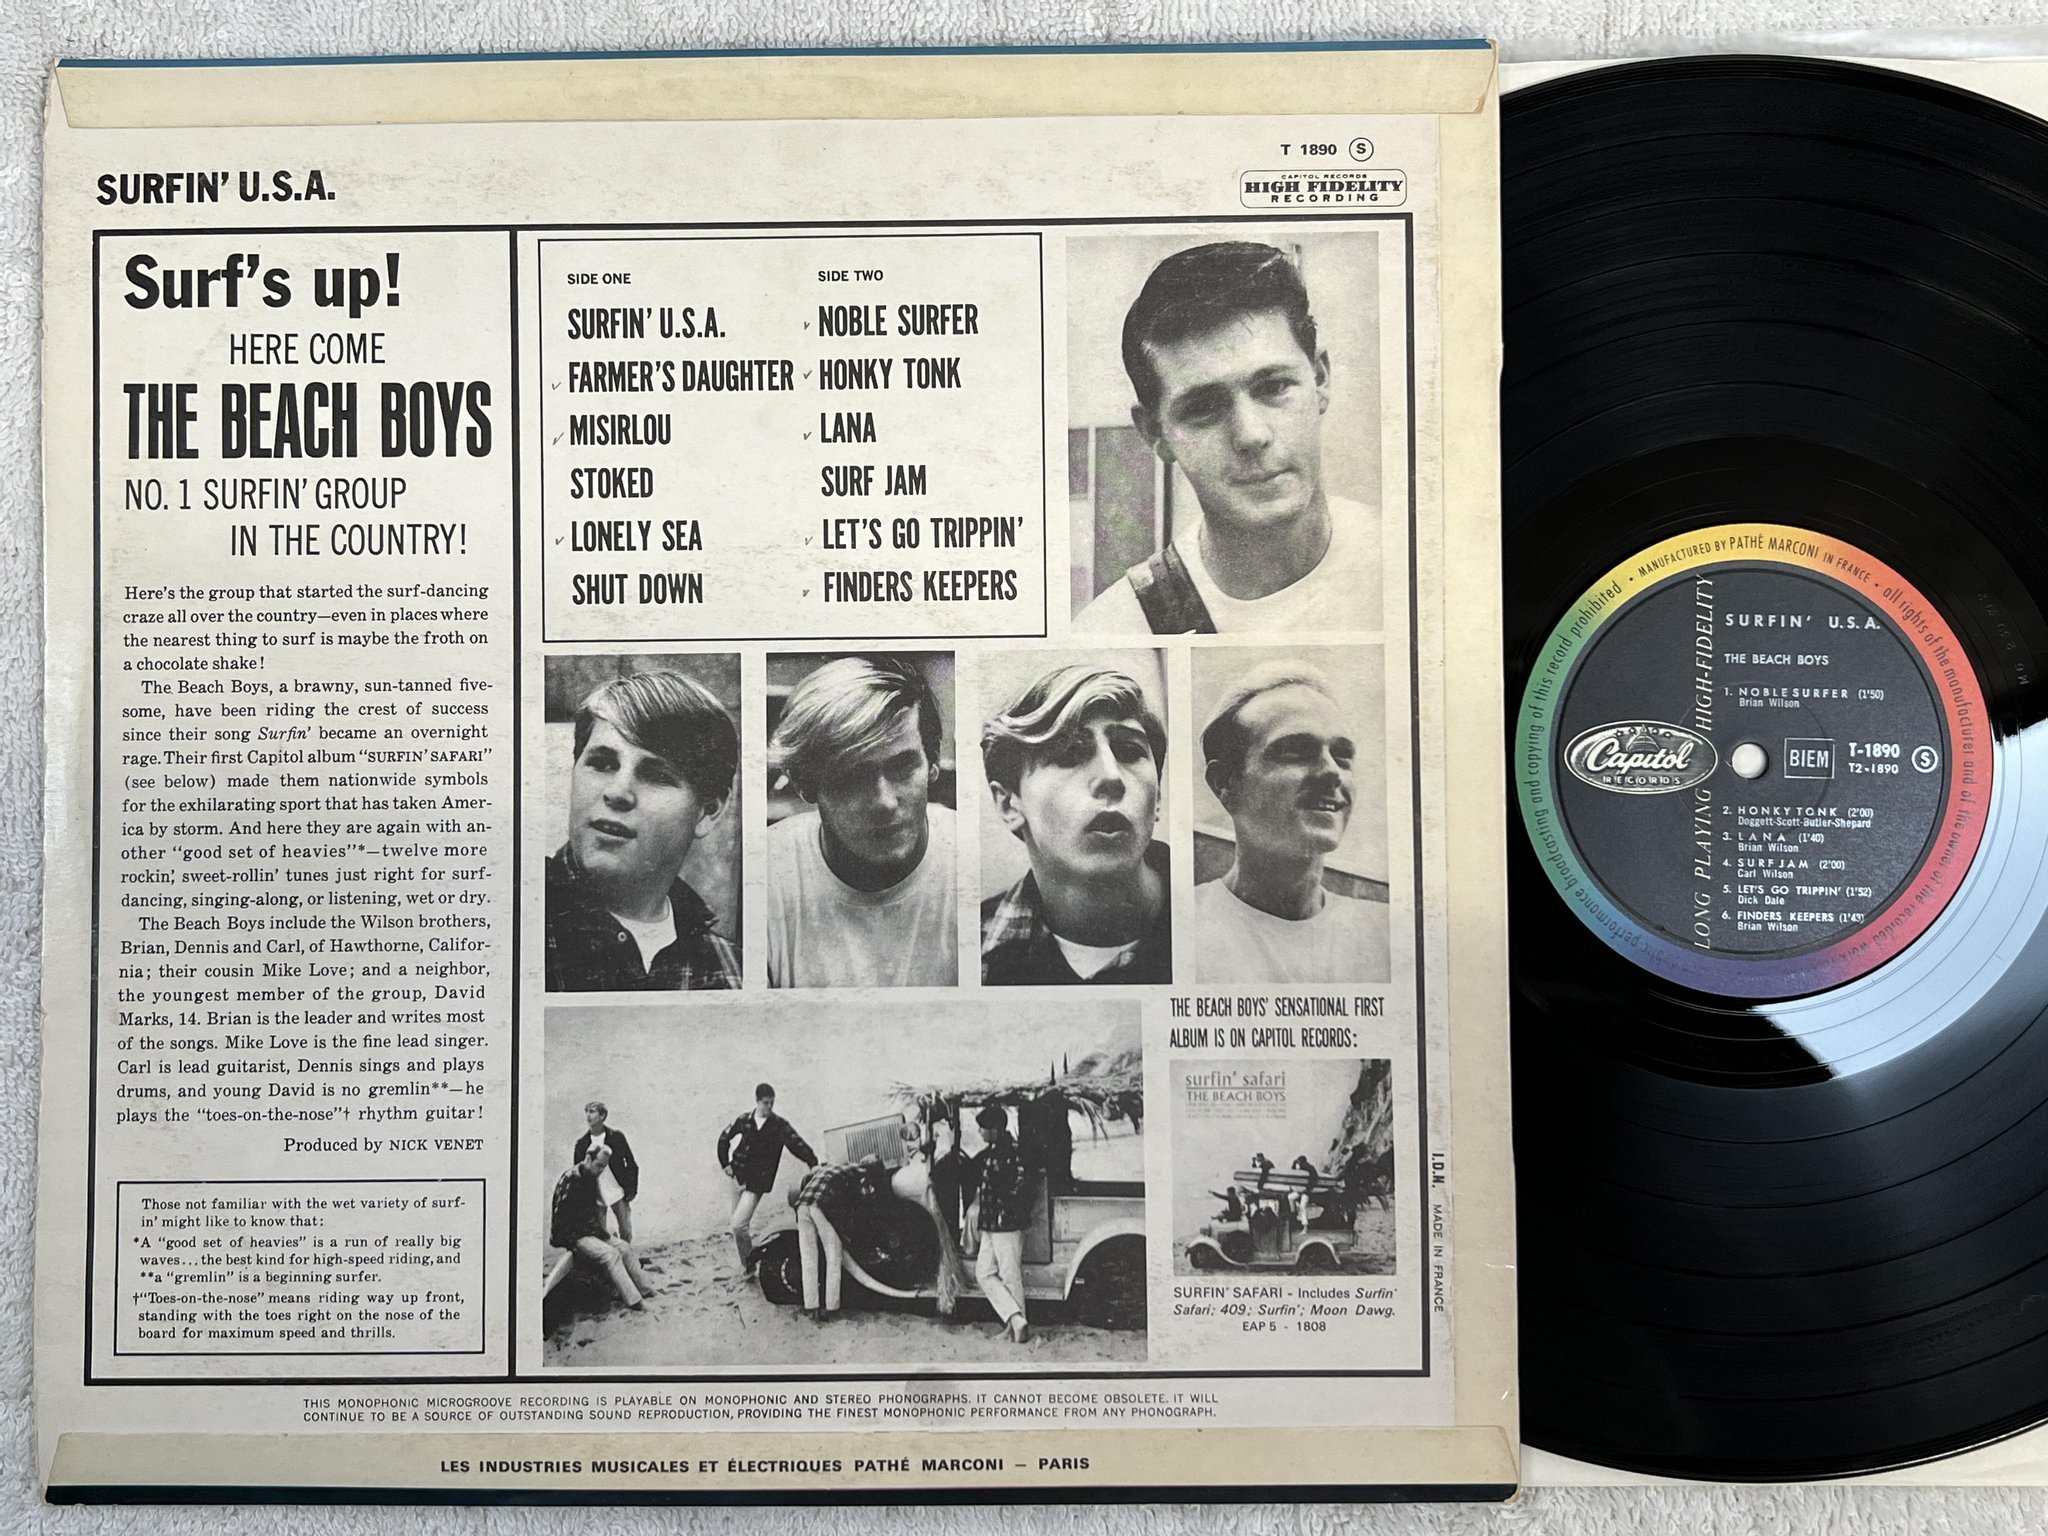 T 1890 Ⓢ
CAPITOL RECORDS
HIGH FIDELITY
RECORDING
SURFIN' U.S.A.
Surf's up!
HERE COME
THE BEACH BOYS
NO. 1 SURFIN' GROUP
IN THE COUNTRY!
Here's the group that started the surf-dancing
craze all over the country—even in places where
the nearest thing to surf is maybe the froth on
a chocolate shake!
The Beach Boys, a brawny, sun-tanned five-
some, have been riding the crest of success
since their song Surfin' became an overnight
rage. Their first Capitol album "SURFIN' SAFARI"
(see below) made them nationwide symbols
for the exhilarating sport that has taken Amer-
ica by storm. And here they are again with an-
other "good set of heavies"*—twelve more
rockin', sweet-rollin' tunes just right for surf-
dancing, singing-along, or listening, wet or dry.
The Beach Boys include the Wilson brothers,
Brian, Dennis and Carl, of Hawthorne, Califor-
nia; their cousin Mike Love; and a neighbor,
the youngest member of the group, David
Marks, 14. Brian is the leader and writes most
of the songs. Mike Love is the fine lead singer.
Carl is lead guitarist, Dennis sings and plays
drums, and young David is no gremlin**—he
plays the "toes-on-the-nose"† rhythm guitar!
Produced by NICK VENET
Those not familiar with the wet variety of surf-
in' might like to know that:
*A "good set of heavies" is a run of really big
waves...the best kind for high-speed riding, and
**a "gremlin" is a beginning surfer.
†"Toes-on-the-nose" means riding way up front,
standing with the toes right on the nose of the
board for maximum speed and thrills.
SIDE ONE
SURFIN' U.S.A.
FARMER'S DAUGHTER
MISIRLOU
STOKED
LONELY SEA
SHUT DOWN
SIDE TWO
NOBLE SURFER
HONKY TONK
LANA
SURF JAM
LET'S GO TRIPPIN'
FINDERS KEEPERS
THE BEACH BOYS' SENSATIONAL FIRST
ALBUM IS ON CAPITOL RECORDS:
surfin' safari
THE BEACH BOYS
SURFIN' SAFARI - Includes Surfin'
Safari; 409; Surfin'; Moon Dawg.
EAP 5 - 1808
I.D.N. MADE IN FRANCE
THIS MONOPHONIC MICROGROOVE RECORDING IS PLAYABLE ON MONOPHONIC AND STEREO PHONOGRAPHS. IT CANNOT BECOME OBSOLETE. IT WILL
CONTINUE TO BE A SOURCE OF OUTSTANDING SOUND REPRODUCTION, PROVIDING THE FINEST MONOPHONIC PERFORMANCE FROM ANY PHONOGRAPH.
LES INDUSTRIES MUSICALES ET ÉLECTRIQUES PATHÉ MARCONI – PARIS
• MANUFACTURED BY PATHÉ MARCONI IN FRANCE • all rights of the manufacturer and of the owner of the recorded work
performance broadcasting and copying of this record prohibited
LONG PLAYING HIGH-FIDELITY
SURFIN' U.S.A.
THE BEACH BOYS
1. NOBLE SURFER (1'50)
Brian Wilson
Capitol
RECORDS
BIEM
T-1890
T2-1890
Ⓢ
2. HONKY TONK (2'00)
Doggett-Scott-Butler-Shepard
3. LANA (1'40)
Brian Wilson
4. SURF JAM (2'00)
Carl Wilson
5. LET'S GO TRIPPIN' (1'52)
Dick Dale
6. FINDERS KEEPERS (1'43)
Brian Wilson